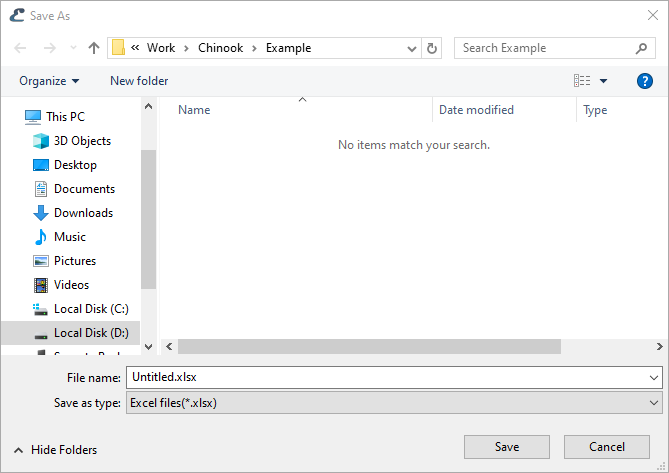 Save As
« Work > Chinook > Example
Search Example
Organize
New folder
?
Name
Date modified
Type
No items match your search.
This PC
3D Objects
Desktop
Documents
Downloads
Music
Pictures
Videos
Local Disk (C:)
Local Disk (D:)
File name: Untitled.xlsx
Save as type: Excel files(*.xlsx)
Hide Folders
Save
Cancel